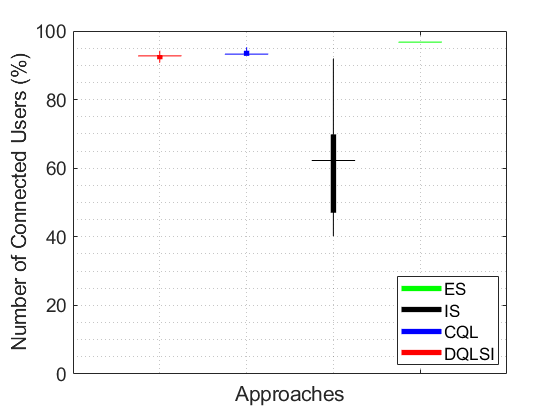 Number of Connected Users (%)
100
80
60
40
20
0
ES
IS
CQL
DQLSI
Approaches